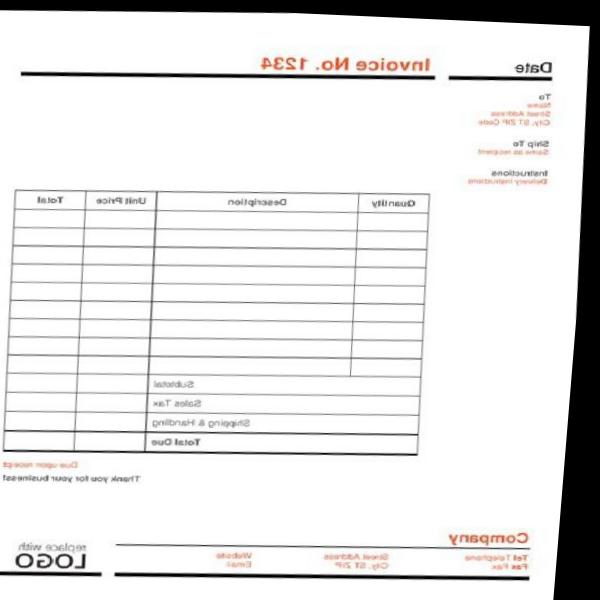 Date
Invoice No. 1234
To
Name
Street Address
City, ST ZIP Code
Ship To
Same as recipient
Instructions
Delivery Instructions
Quantity Description Unit Price Total
Subtotal
Sales Tax
Shipping & Handling
Total Due
Due upon receipt
Thank you for your business!
Company
Tel Telephone Street Address Website
Fax Fax City, ST ZIP Email
replace with
LOGO